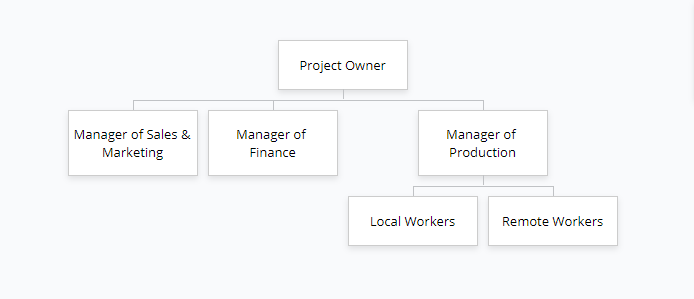 Project Owner
Manager of Sales &
Marketing
Manager of
Finance
Manager of
Production
Local Workers
Remote Workers